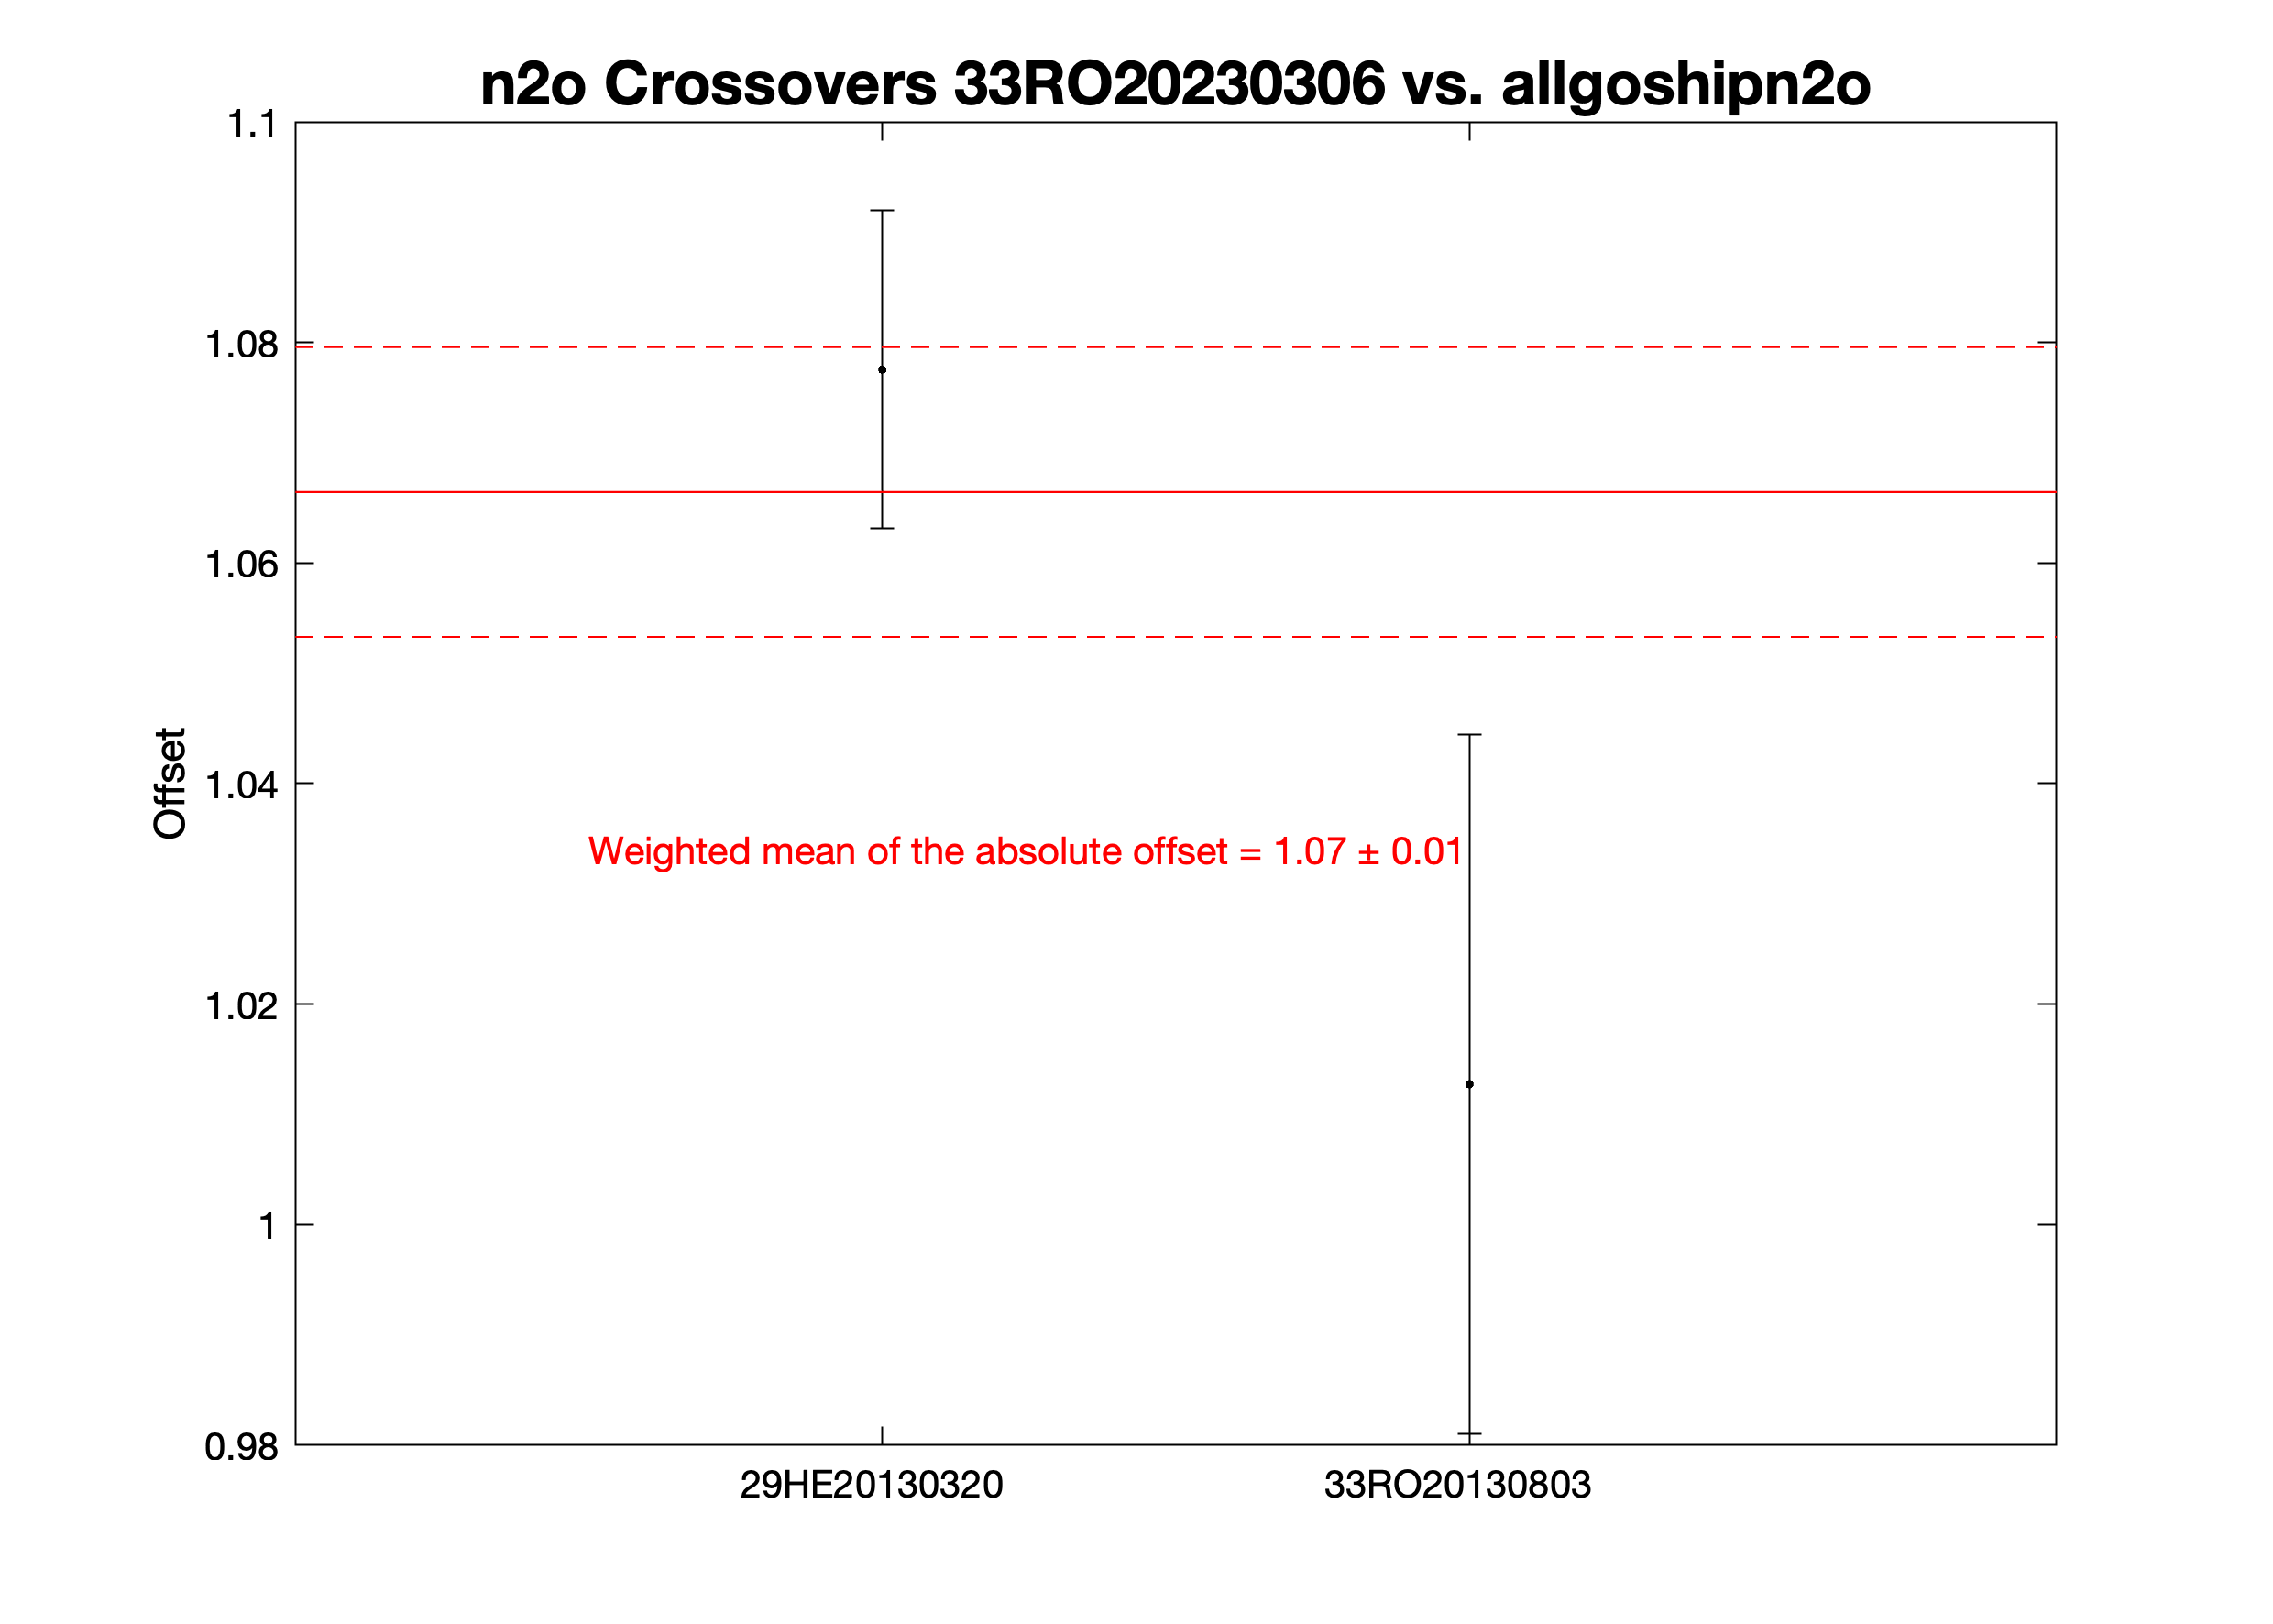 n2o Crossovers 33RO20230306 vs. allgoshipn2o
1.1
1.08
1.06
1.04
1.02
1
0.98
Offset
Weighted mean of the absolute offset = 1.07 ± 0.01
29HE20130320
33RO20130803